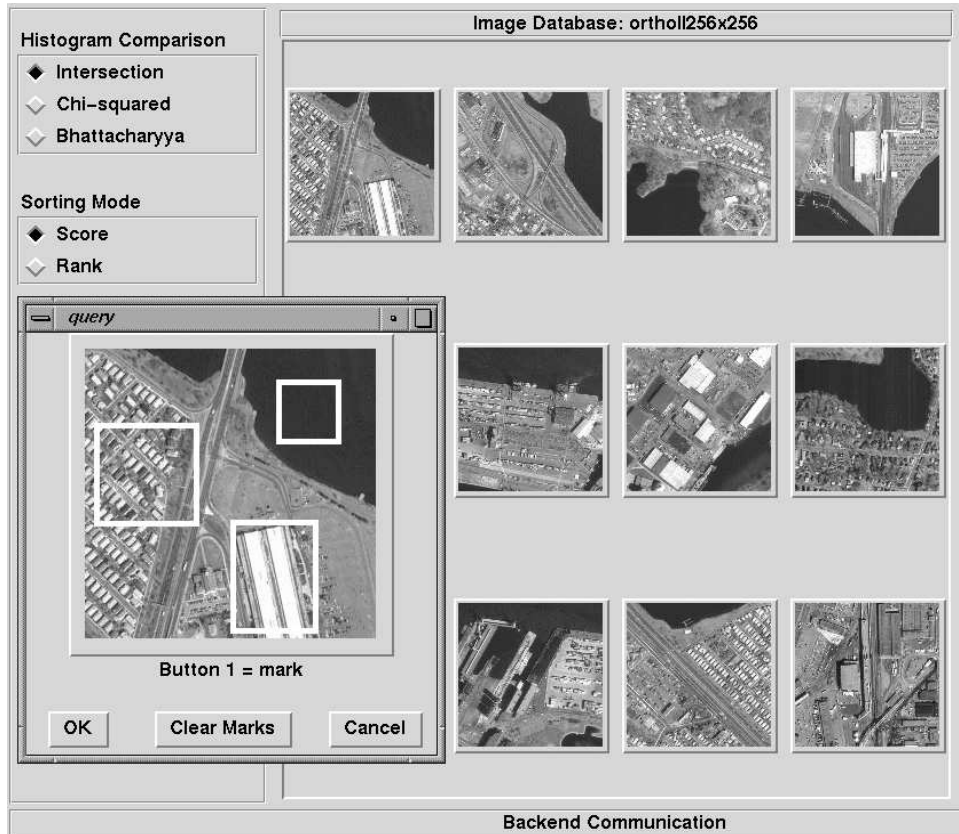 Image Database: ortholl256x256
Histogram Comparison
Intersection
Chi-squared
Bhattacharyya
Sorting Mode
Score
Rank
query
Button 1 = mark
OK
Clear Marks
Cancel
Backend Communication